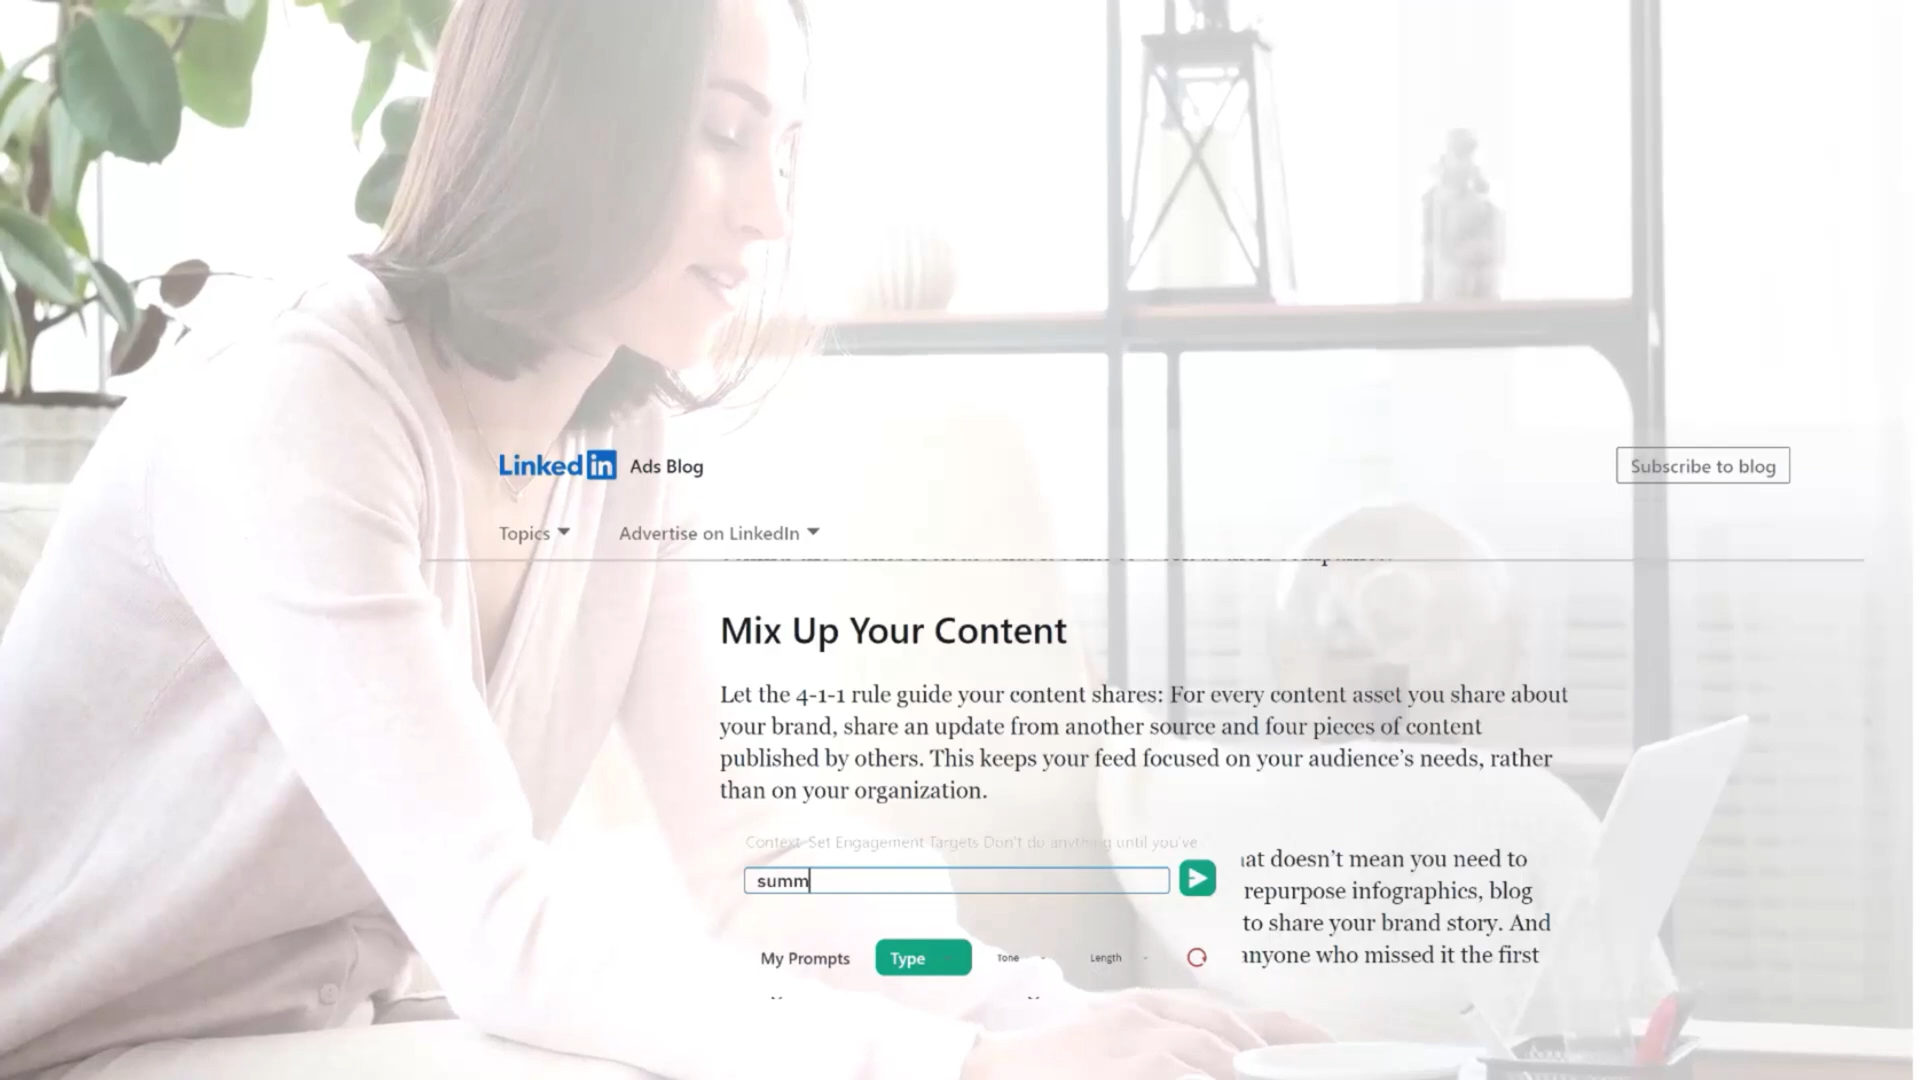 LinkedIn Ads Blog
Subscribe to blog
Topics
Advertise on LinkedIn
Mix Up Your Content
Let the 4-1-1 rule guide your content shares: For every content asset you share about
your brand, share an update from another source and four pieces of content
published by others. This keeps your feed focused on your audience's needs, rather
than on your organization.
Context-Set Engagement Targets Don't do anything until you've
summ
at doesn't mean you need to
repurpose infographics, blog
to share your brand story. And
anyone who missed it the first
My Prompts
Type
Tone
Length